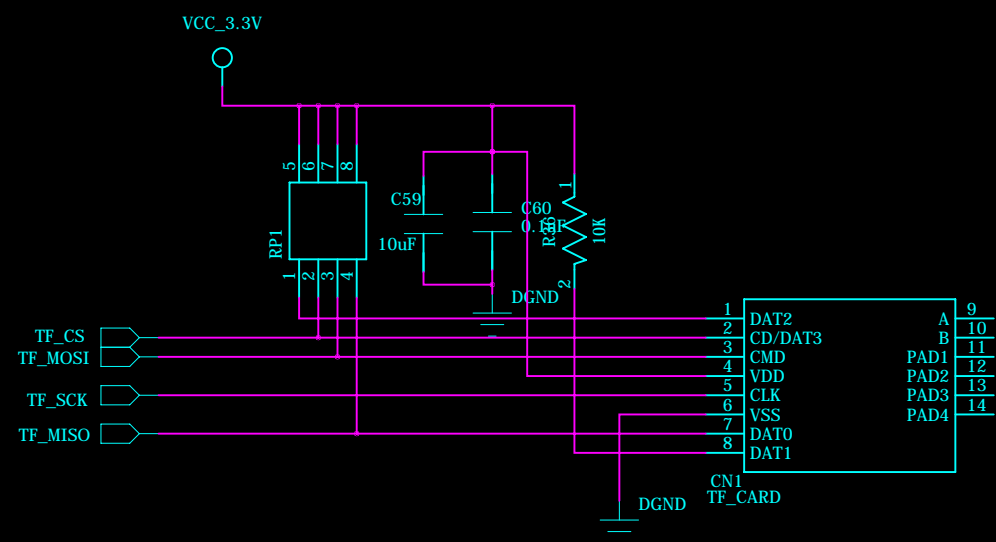 VCC_3.3V
5
6
7
8
RP1
1
2
3
4
C59
10uF
C60
0.1uF
R36
10K
1
2
DGND
TF_CS
TF_MOSI
TF_SCK
TF_MISO
1 DAT2
2 CD/DAT3
3 CMD
4 VDD
5 CLK
6 VSS
7 DAT0
8 DAT1
A 9
B 10
PAD1 11
PAD2 12
PAD3 13
PAD4 14
CN1
TF_CARD
DGND